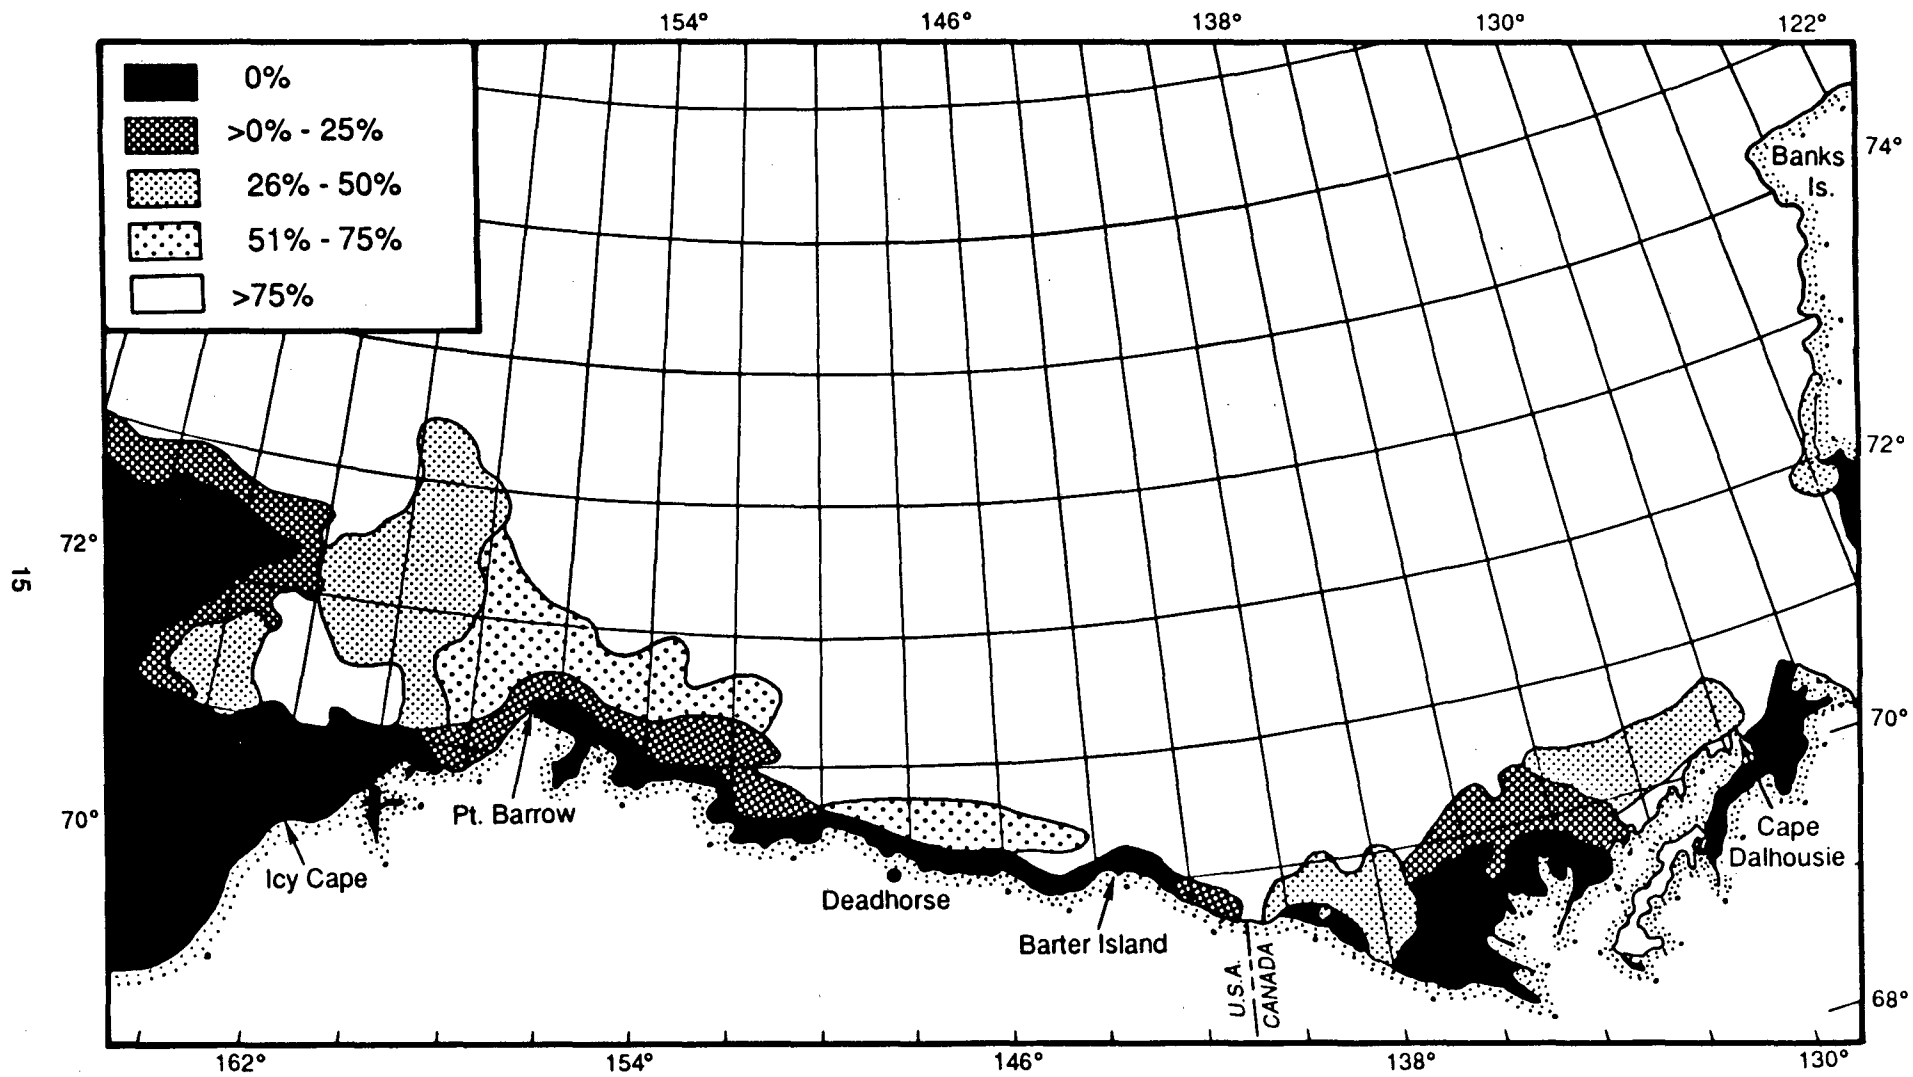 154° 146° 138° 130° 122°
0%
>0% - 25%
26% - 50%
51% - 75%
>75%
74°
Banks
Is.
72°
72°
15
70°
70°
Pt. Barrow
Icy Cape
Cape
Dalhousie
Deadhorse
Barter Island
U.S.A.
CANADA
68°
162° 154° 146° 138° 130°